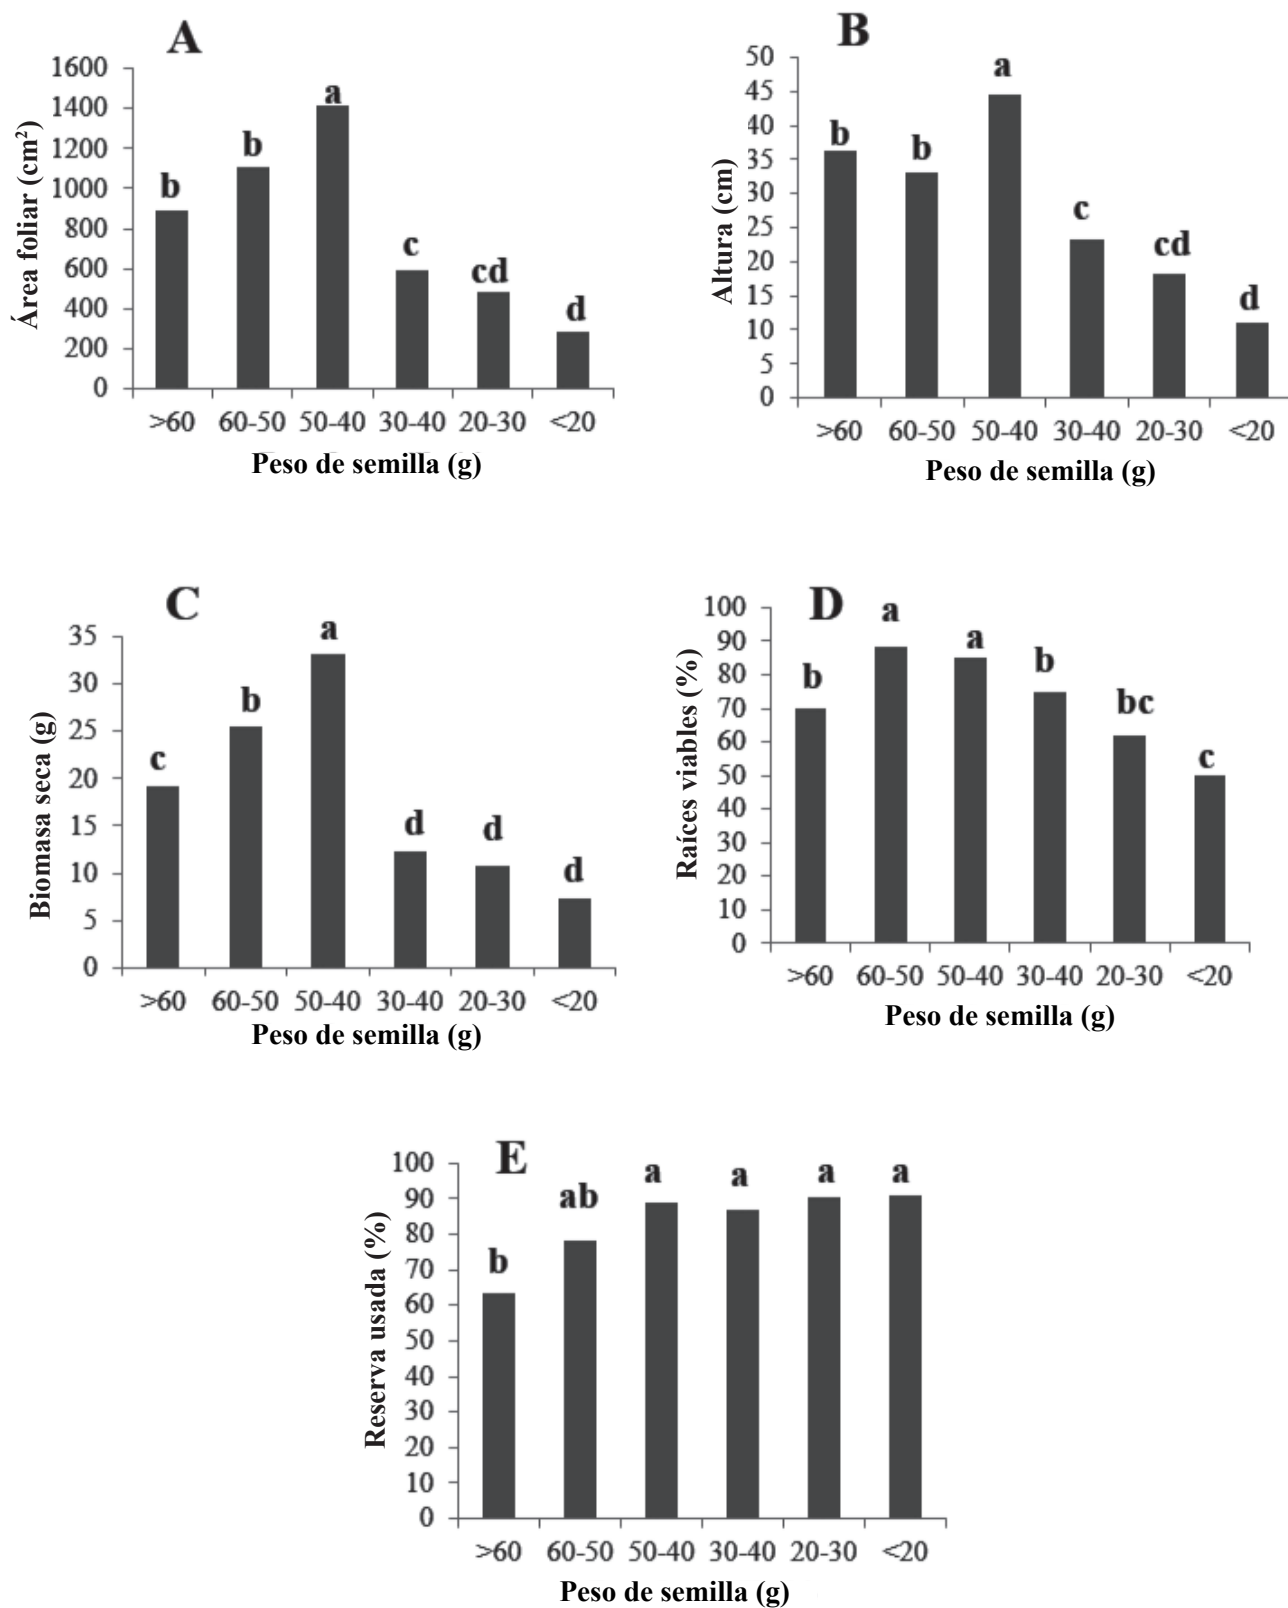 A
Área foliar (cm²)
1600
1400
1200
1000
800
600
400
200
0
b
b
a
c
cd
d
>60 60-50 50-40 30-40 20-30 <20
Peso de semilla (g)
B
Altura (cm)
50
45
40
35
30
25
20
15
10
5
0
b
b
a
c
cd
d
>60 60-50 50-40 30-40 20-30 <20
Peso de semilla (g)
C
Biomasa seca (g)
35
30
25
20
15
10
5
0
c
b
a
d
d
d
>60 60-50 50-40 30-40 20-30 <20
Peso de semilla (g)
D
Raíces viables (%)
100
90
80
70
60
50
40
30
20
10
0
b
a
a
b
bc
c
>60 60-50 50-40 30-40 20-30 <20
Peso de semilla (g)
E
Reserva usada (%)
100
90
80
70
60
50
40
30
20
10
0
b
ab
a
a
a
a
>60 60-50 50-40 30-40 20-30 <20
Peso de semilla (g)